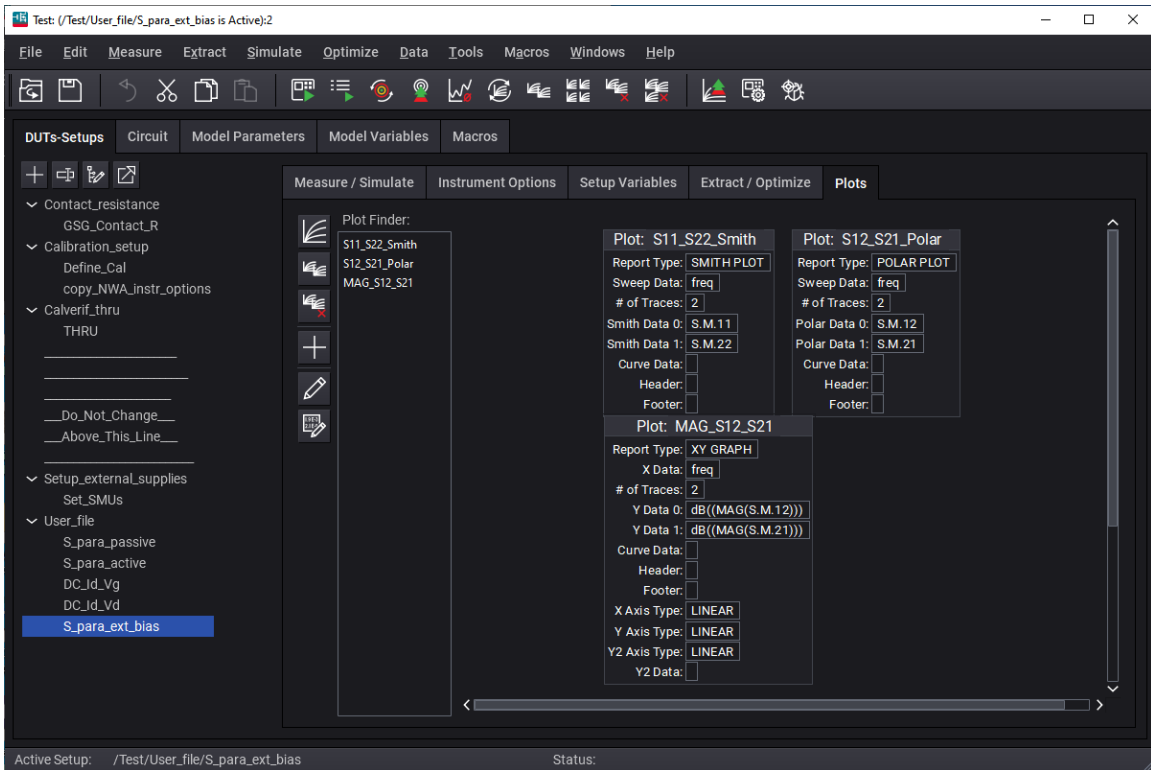 Test: (/Test/User_file/S_para_ext_bias is Active):2
File Edit Measure Extract Simulate Optimize Data Tools Macros Windows Help
DUTs-Setups Circuit Model Parameters Model Variables Macros
Contact_resistance
GSG_Contact_R
Calibration_setup
Define_Cal
copy_NWA_instr_options
Calverif_thru
THRU
___Do_Not_Change___
___Above_This_Line___
Setup_external_supplies
Set_SMUs
User_file
S_para_passive
S_para_active
DC_Id_Vg
DC_Id_Vd
S_para_ext_bias
Measure / Simulate Instrument Options Setup Variables Extract / Optimize Plots
Plot Finder:
S11_S22_Smith
S12_S21_Polar
MAG_S12_S21
Plot: S11_S22_Smith
Report Type: SMITH PLOT
Sweep Data: freq
# of Traces: 2
Smith Data 0: S.M.11
Smith Data 1: S.M.22
Curve Data:
Header:
Footer:
Plot: S12_S21_Polar
Report Type: POLAR PLOT
Sweep Data: freq
# of Traces: 2
Polar Data 0: S.M.12
Polar Data 1: S.M.21
Curve Data:
Header:
Footer:
Plot: MAG_S12_S21
Report Type: XY GRAPH
X Data: freq
# of Traces: 2
Y Data 0: dB((MAG(S.M.12)))
Y Data 1: dB((MAG(S.M.21)))
Curve Data:
Header:
Footer:
X Axis Type: LINEAR
Y Axis Type: LINEAR
Y2 Axis Type: LINEAR
Y2 Data:
Active Setup: /Test/User_file/S_para_ext_bias Status: